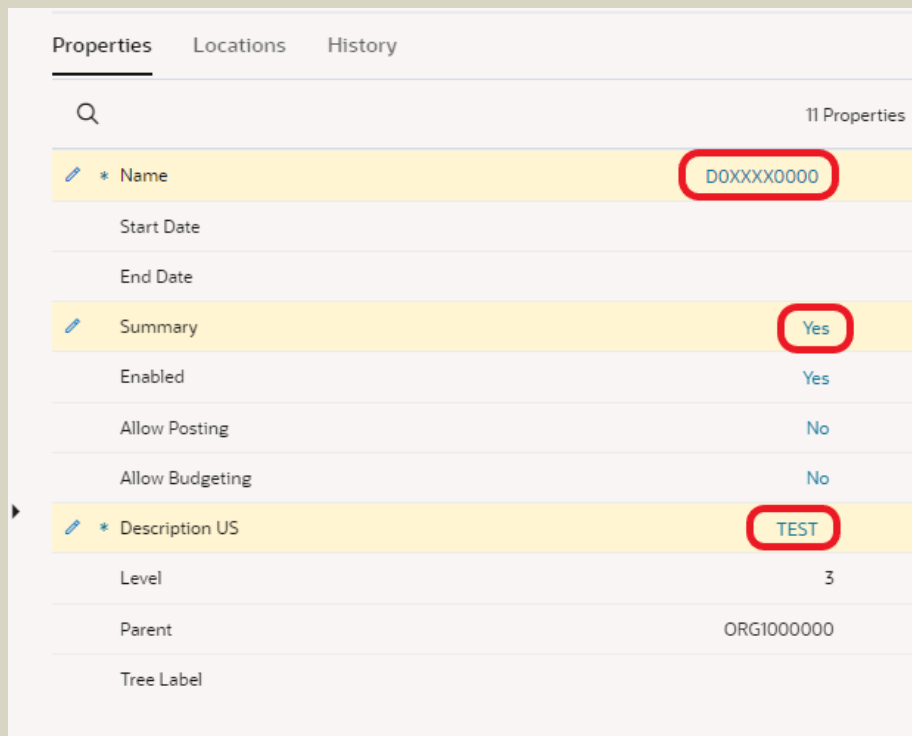 Properties Locations History
11 Properties
* Name D0XXXX0000
Start Date
End Date
Summary Yes
Enabled Yes
Allow Posting No
Allow Budgeting No
* Description US TEST
Level 3
Parent ORG1000000
Tree Label